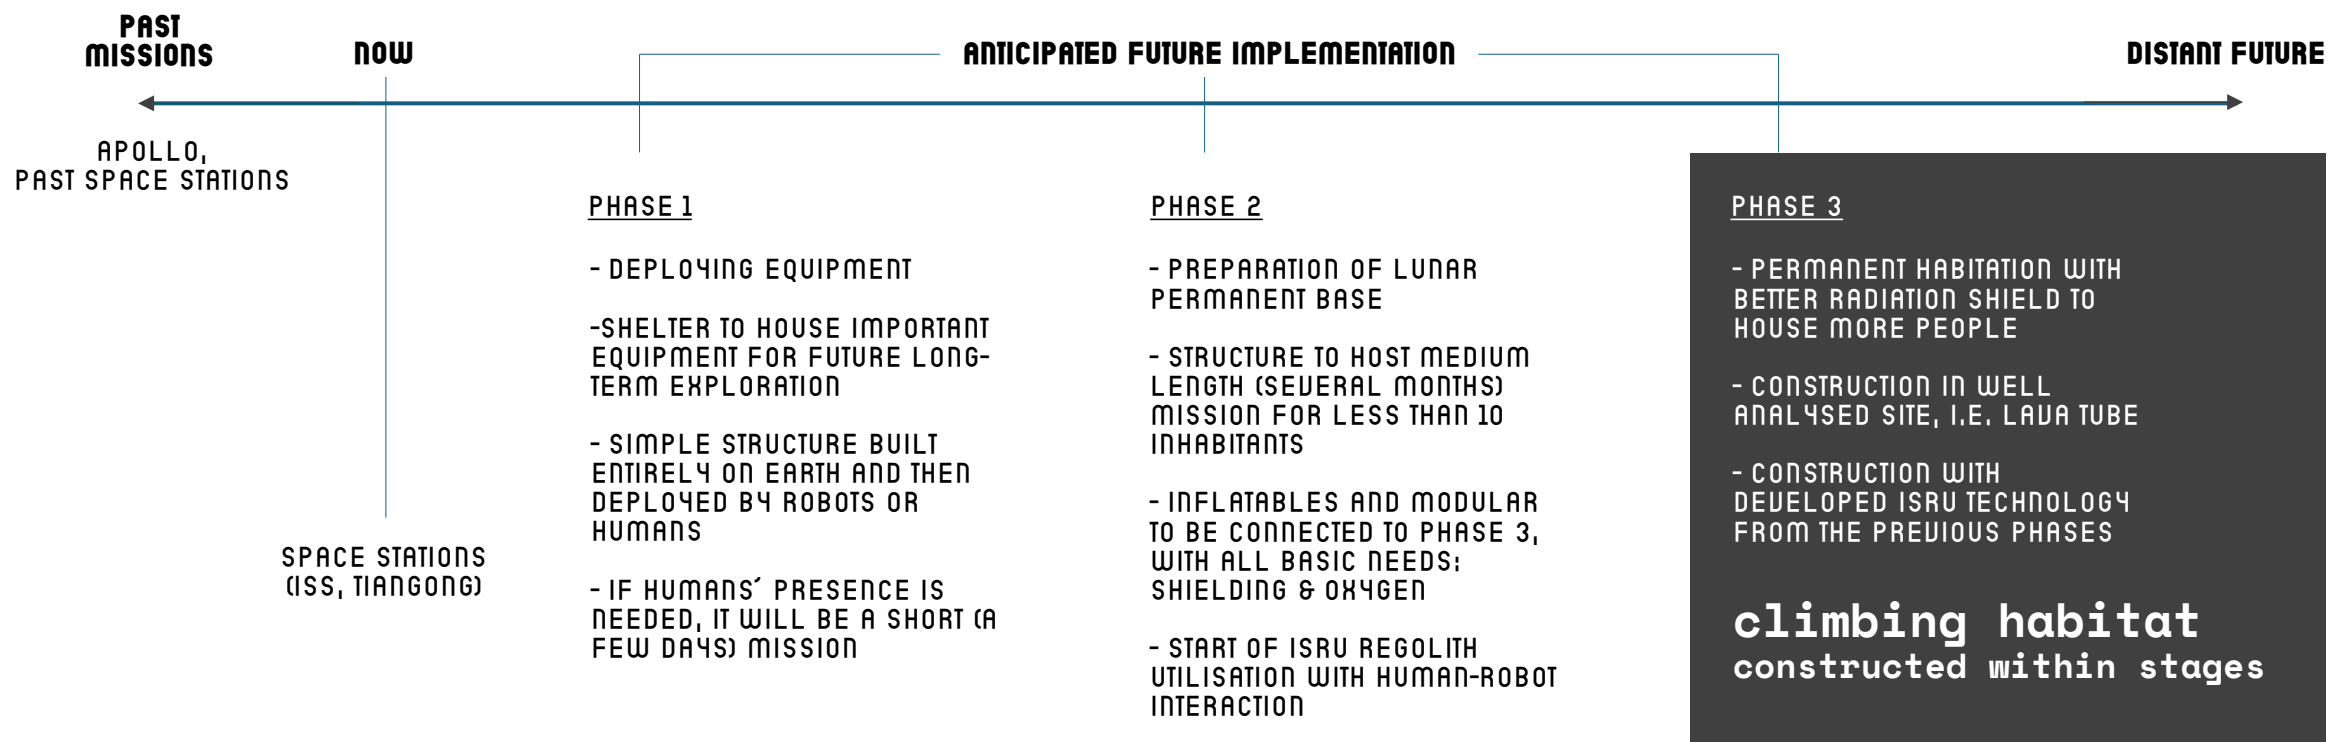 PAST
MISSIONS
NOW
ANTICIPATED FUTURE IMPLEMENTATION
DISTANT FUTURE
APOLLO,
PAST SPACE STATIONS
SPACE STATIONS
(ISS, TIANGONG)
PHASE 1
- DEPLOYING EQUIPMENT
-SHELTER TO HOUSE IMPORTANT
EQUIPMENT FOR FUTURE LONG-
TERM EXPLORATION
- SIMPLE STRUCTURE BUILT
ENTIRELY ON EARTH AND THEN
DEPLOYED BY ROBOTS OR
HUMANS
- IF HUMANS´ PRESENCE IS
NEEDED, IT WILL BE A SHORT (A
FEW DAYS) MISSION
PHASE 2
- PREPARATION OF LUNAR
PERMANENT BASE
- STRUCTURE TO HOST MEDIUM
LENGTH (SEVERAL MONTHS)
MISSION FOR LESS THAN 10
INHABITANTS
- INFLATABLES AND MODULAR
TO BE CONNECTED TO PHASE 3,
WITH ALL BASIC NEEDS:
SHIELDING & OXYGEN
- START OF ISRU REGOLITH
UTILISATION WITH HUMAN-ROBOT
INTERACTION
PHASE 3
- PERMANENT HABITATION WITH
BETTER RADIATION SHIELD TO
HOUSE MORE PEOPLE
- CONSTRUCTION IN WELL
ANALYSED SITE, I.E. LAVA TUBE
- CONSTRUCTION WITH
DEVELOPED ISRU TECHNOLOGY
FROM THE PREVIOUS PHASES
climbing habitat
constructed within stages